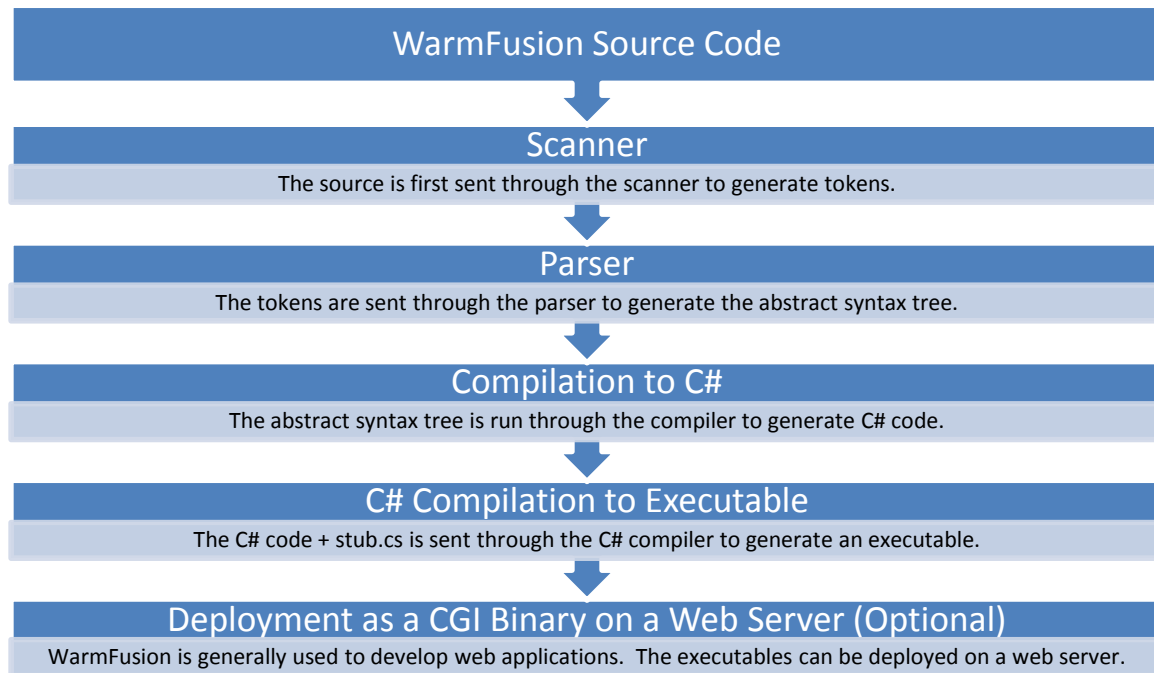 WarmFusion Source Code
Scanner
The source is first sent through the scanner to generate tokens.
Parser
The tokens are sent through the parser to generate the abstract syntax tree.
Compilation to C#
The abstract syntax tree is run through the compiler to generate C# code.
C# Compilation to Executable
The C# code + stub.cs is sent through the C# compiler to generate an executable.
Deployment as a CGI Binary on a Web Server (Optional)
WarmFusion is generally used to develop web applications.  The executables can be deployed on a web server.